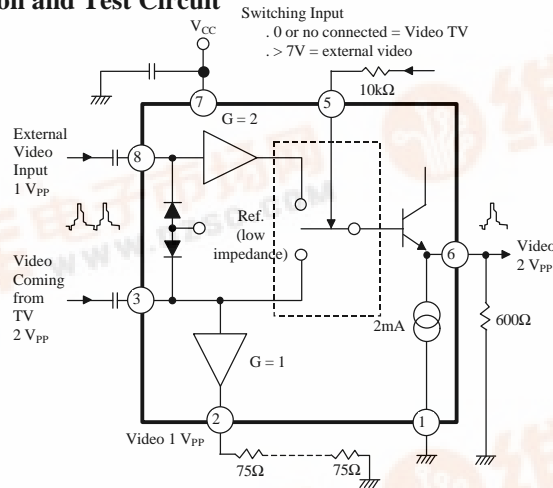 on and Test Circuit
Switching Input
. 0 or no connected = Video TV
. > 7V = external video
VCC
10kΩ
7
5
G = 2
External
Video
Input
1 VPP
8
Ref.
(low
impedance)
6
Video
2 VPP
Video
Coming
from
TV
2 VPP
3
2mA
600Ω
G = 1
2
1
Video 1 VPP
75Ω
75Ω